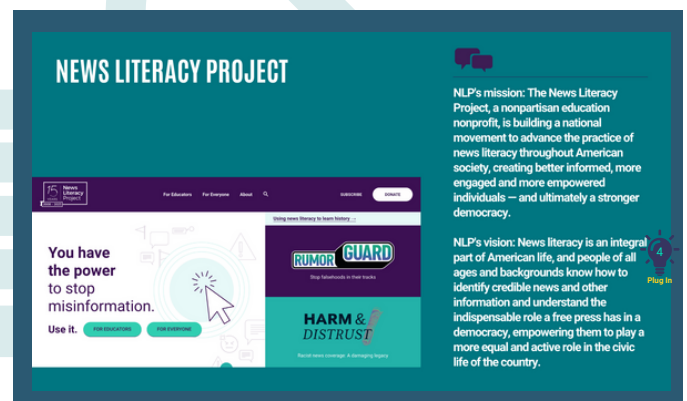 NEWS LITERACY PROJECT
NLP's mission: The News Literacy
Project, a nonpartisan education
nonprofit, is building a national
movement to advance the practice of
news literacy throughout American
society, creating better informed, more
engaged and more empowered
individuals — and ultimately a stronger
democracy.
NLP's vision: News literacy is an integral
part of American life, and people of all
ages and backgrounds know how to
identify credible news and other
information and understand the
indispensable role a free press has in a
democracy, empowering them to play a
more equal and active role in the civic
life of the country.
4
Plug In
15
News
Literacy
Project
For Educators For Everyone About
SUBSCRIBE DONATE
Using news literacy to learn history →
You have
the power
to stop
misinformation.
Use it. FOR EDUCATORS FOR EVERYONE
RUMOR GUARD
Stop falsehoods in their tracks
HARM &
DISTRUST
Racist news coverage. A damaging legacy